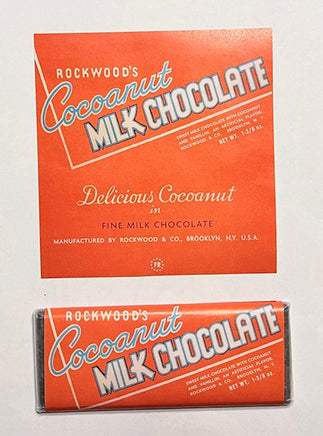 ROCKWOOD'S
Cocoanut
MILK CHOCOLATE
SWEET MILK CHOCOLATE WITH COCOANUT
AND VANILLIN, AN ARTIFICIAL FLAVOR.
ROCKWOOD & CO. BROOKLYN, N. Y.
NET WT. 1-3/8 oz.
Delicious Cocoanut
in
FINE MILK CHOCOLATE
MANUFACTURED BY ROCKWOOD & CO., BROOKLYN, N.Y. U.S.A.
FR
ROCKWOOD'S
Cocoanut
MILK CHOCOLATE
SWEET MILK CHOCOLATE WITH COCOANUT
AND VANILLIN, AN ARTIFICIAL FLAVOR.
ROCKWOOD & CO. BROOKLYN, N. Y.
NET WT. 1-3/8 oz.